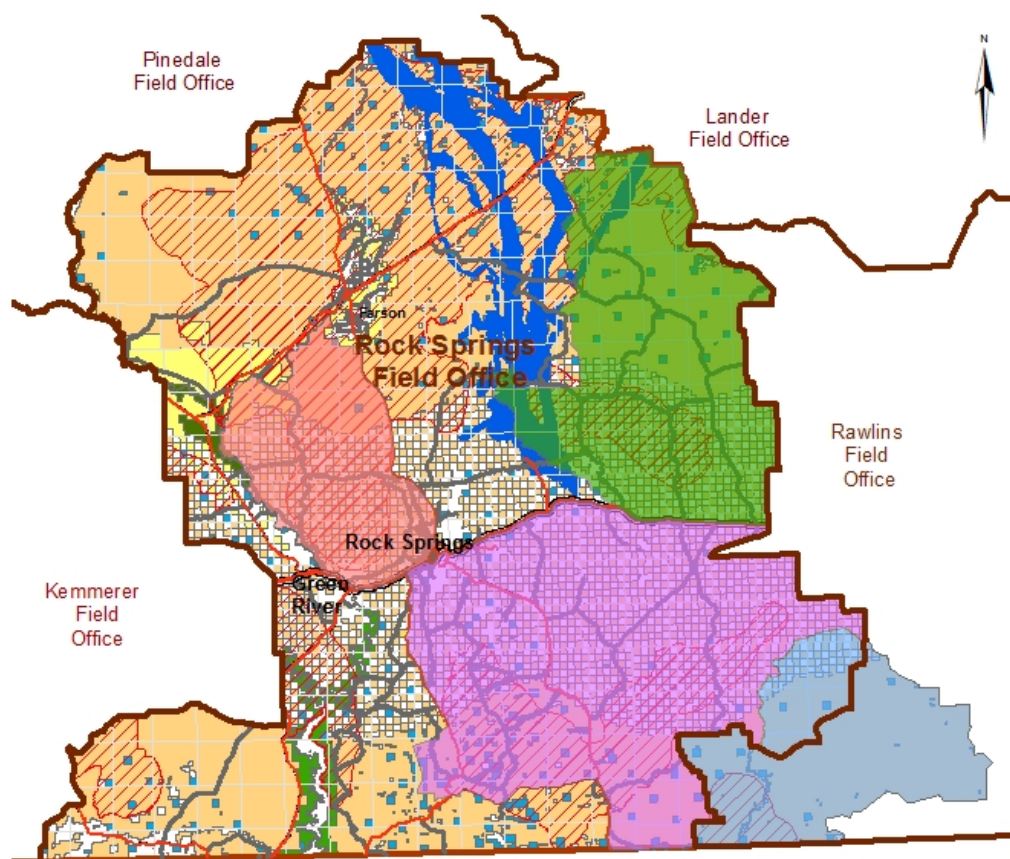 Pinedale
Field Office
N
Lander
Field Office
Farson
Rock Springs
Field Office
Rawlins
Field
Office
Rock Springs
Green
River
Kemmerer
Field
Office